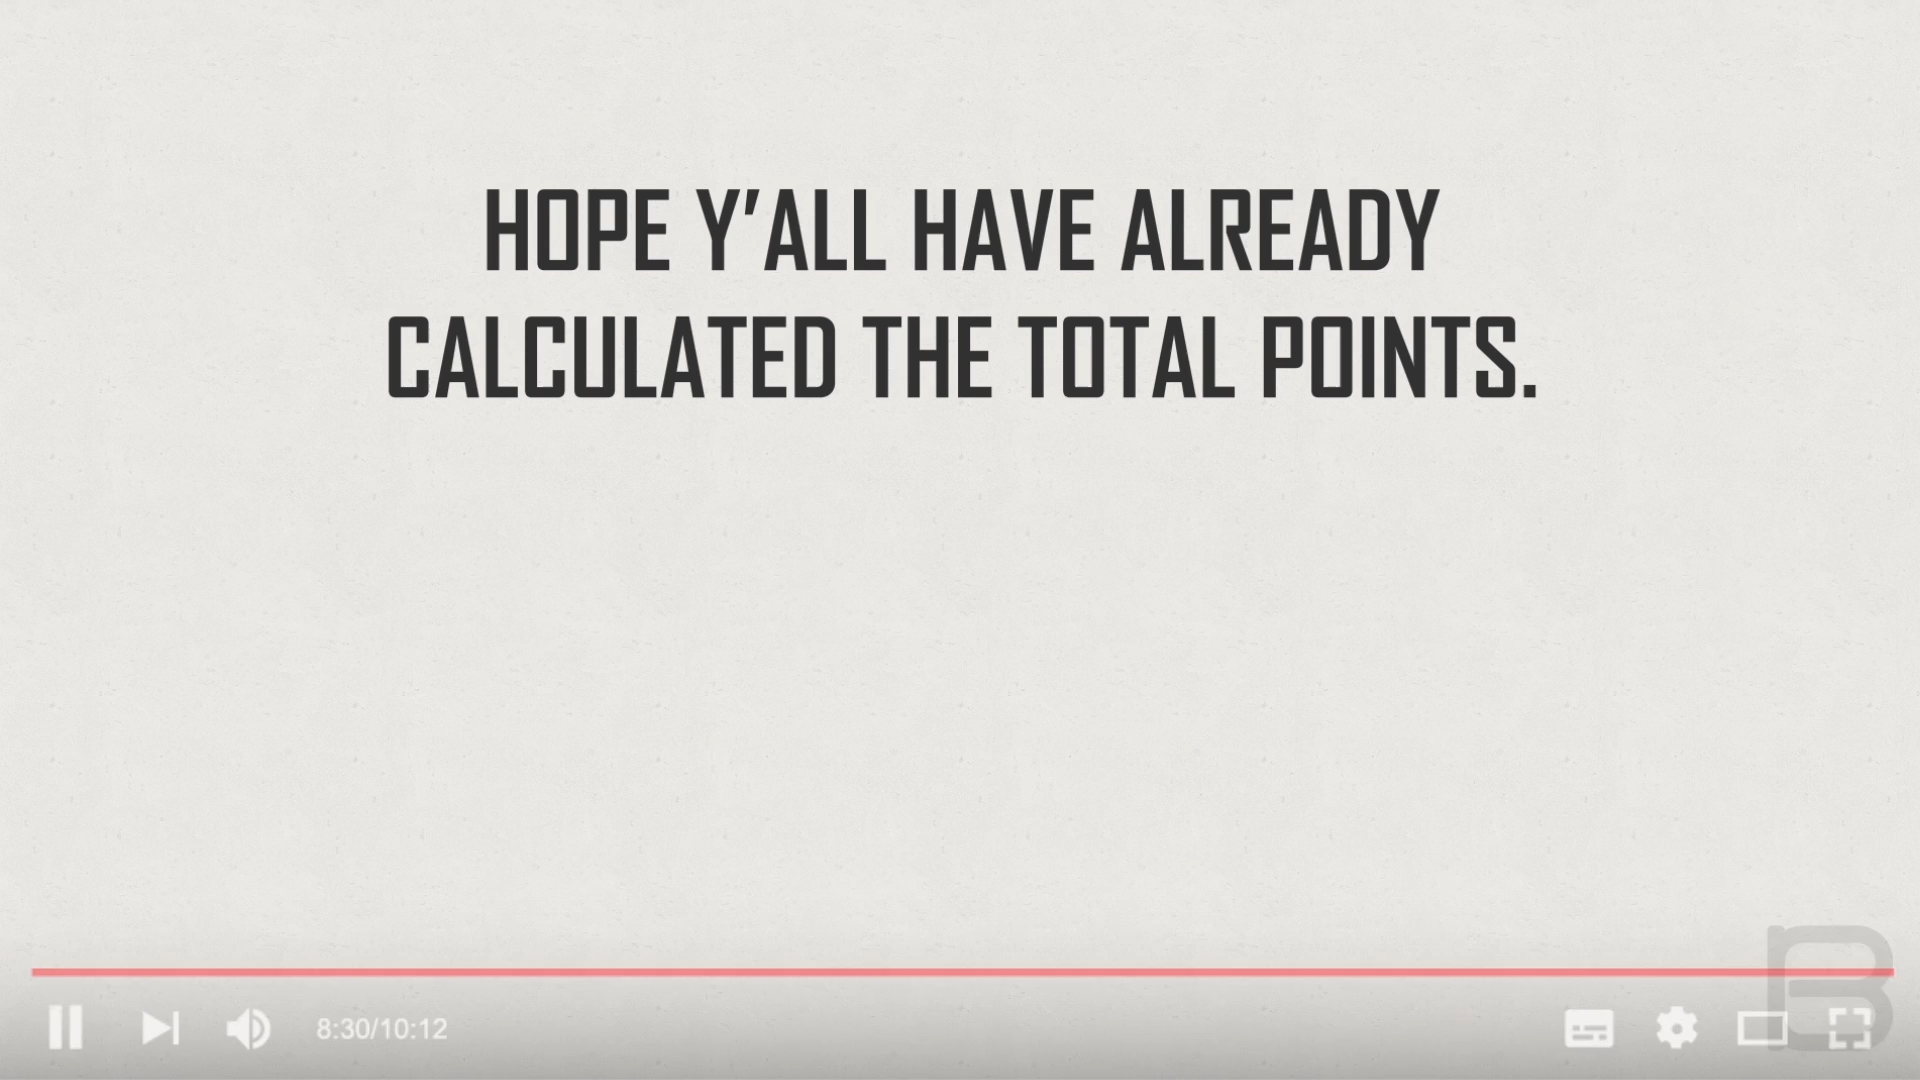 HOPE Y’ALL HAVE ALREADY
CALCULATED THE TOTAL POINTS.
8:30/10:12
B